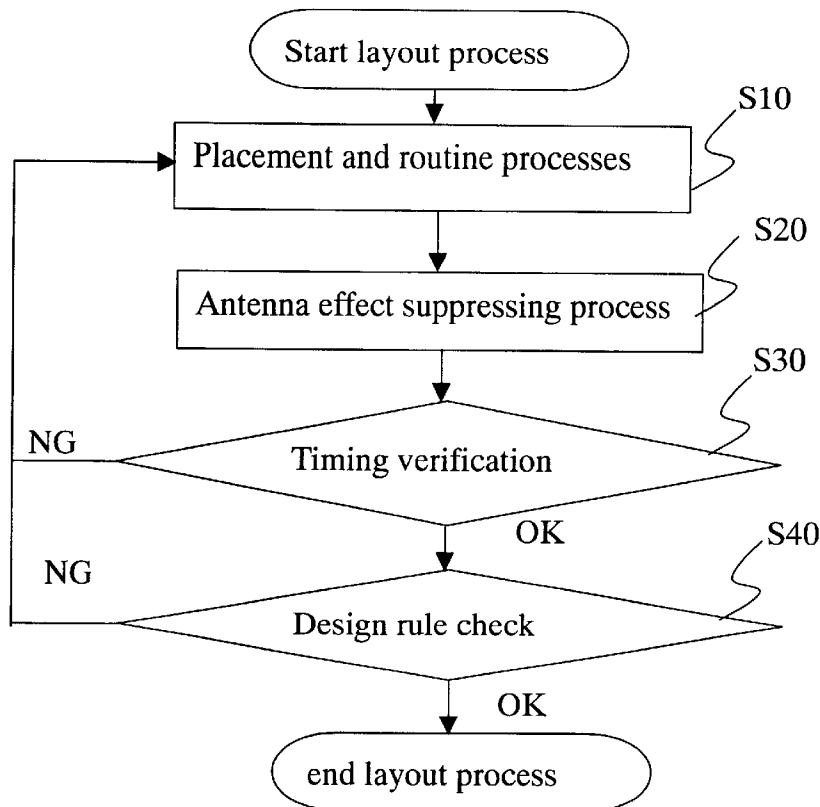 Start layout process
S10
Placement and routine processes
S20
Antenna effect suppressing process
S30
NG
Timing verification
OK
S40
NG
Design rule check
OK
end layout process